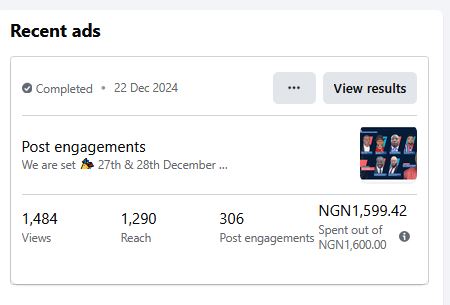 Recent ads
Completed • 22 Dec 2024
View results
Post engagements
We are set 27th & 28th December ...
1,484
Views
1,290
Reach
306
Post engagements
NGN1,599.42
Spent out of
NGN1,600.00